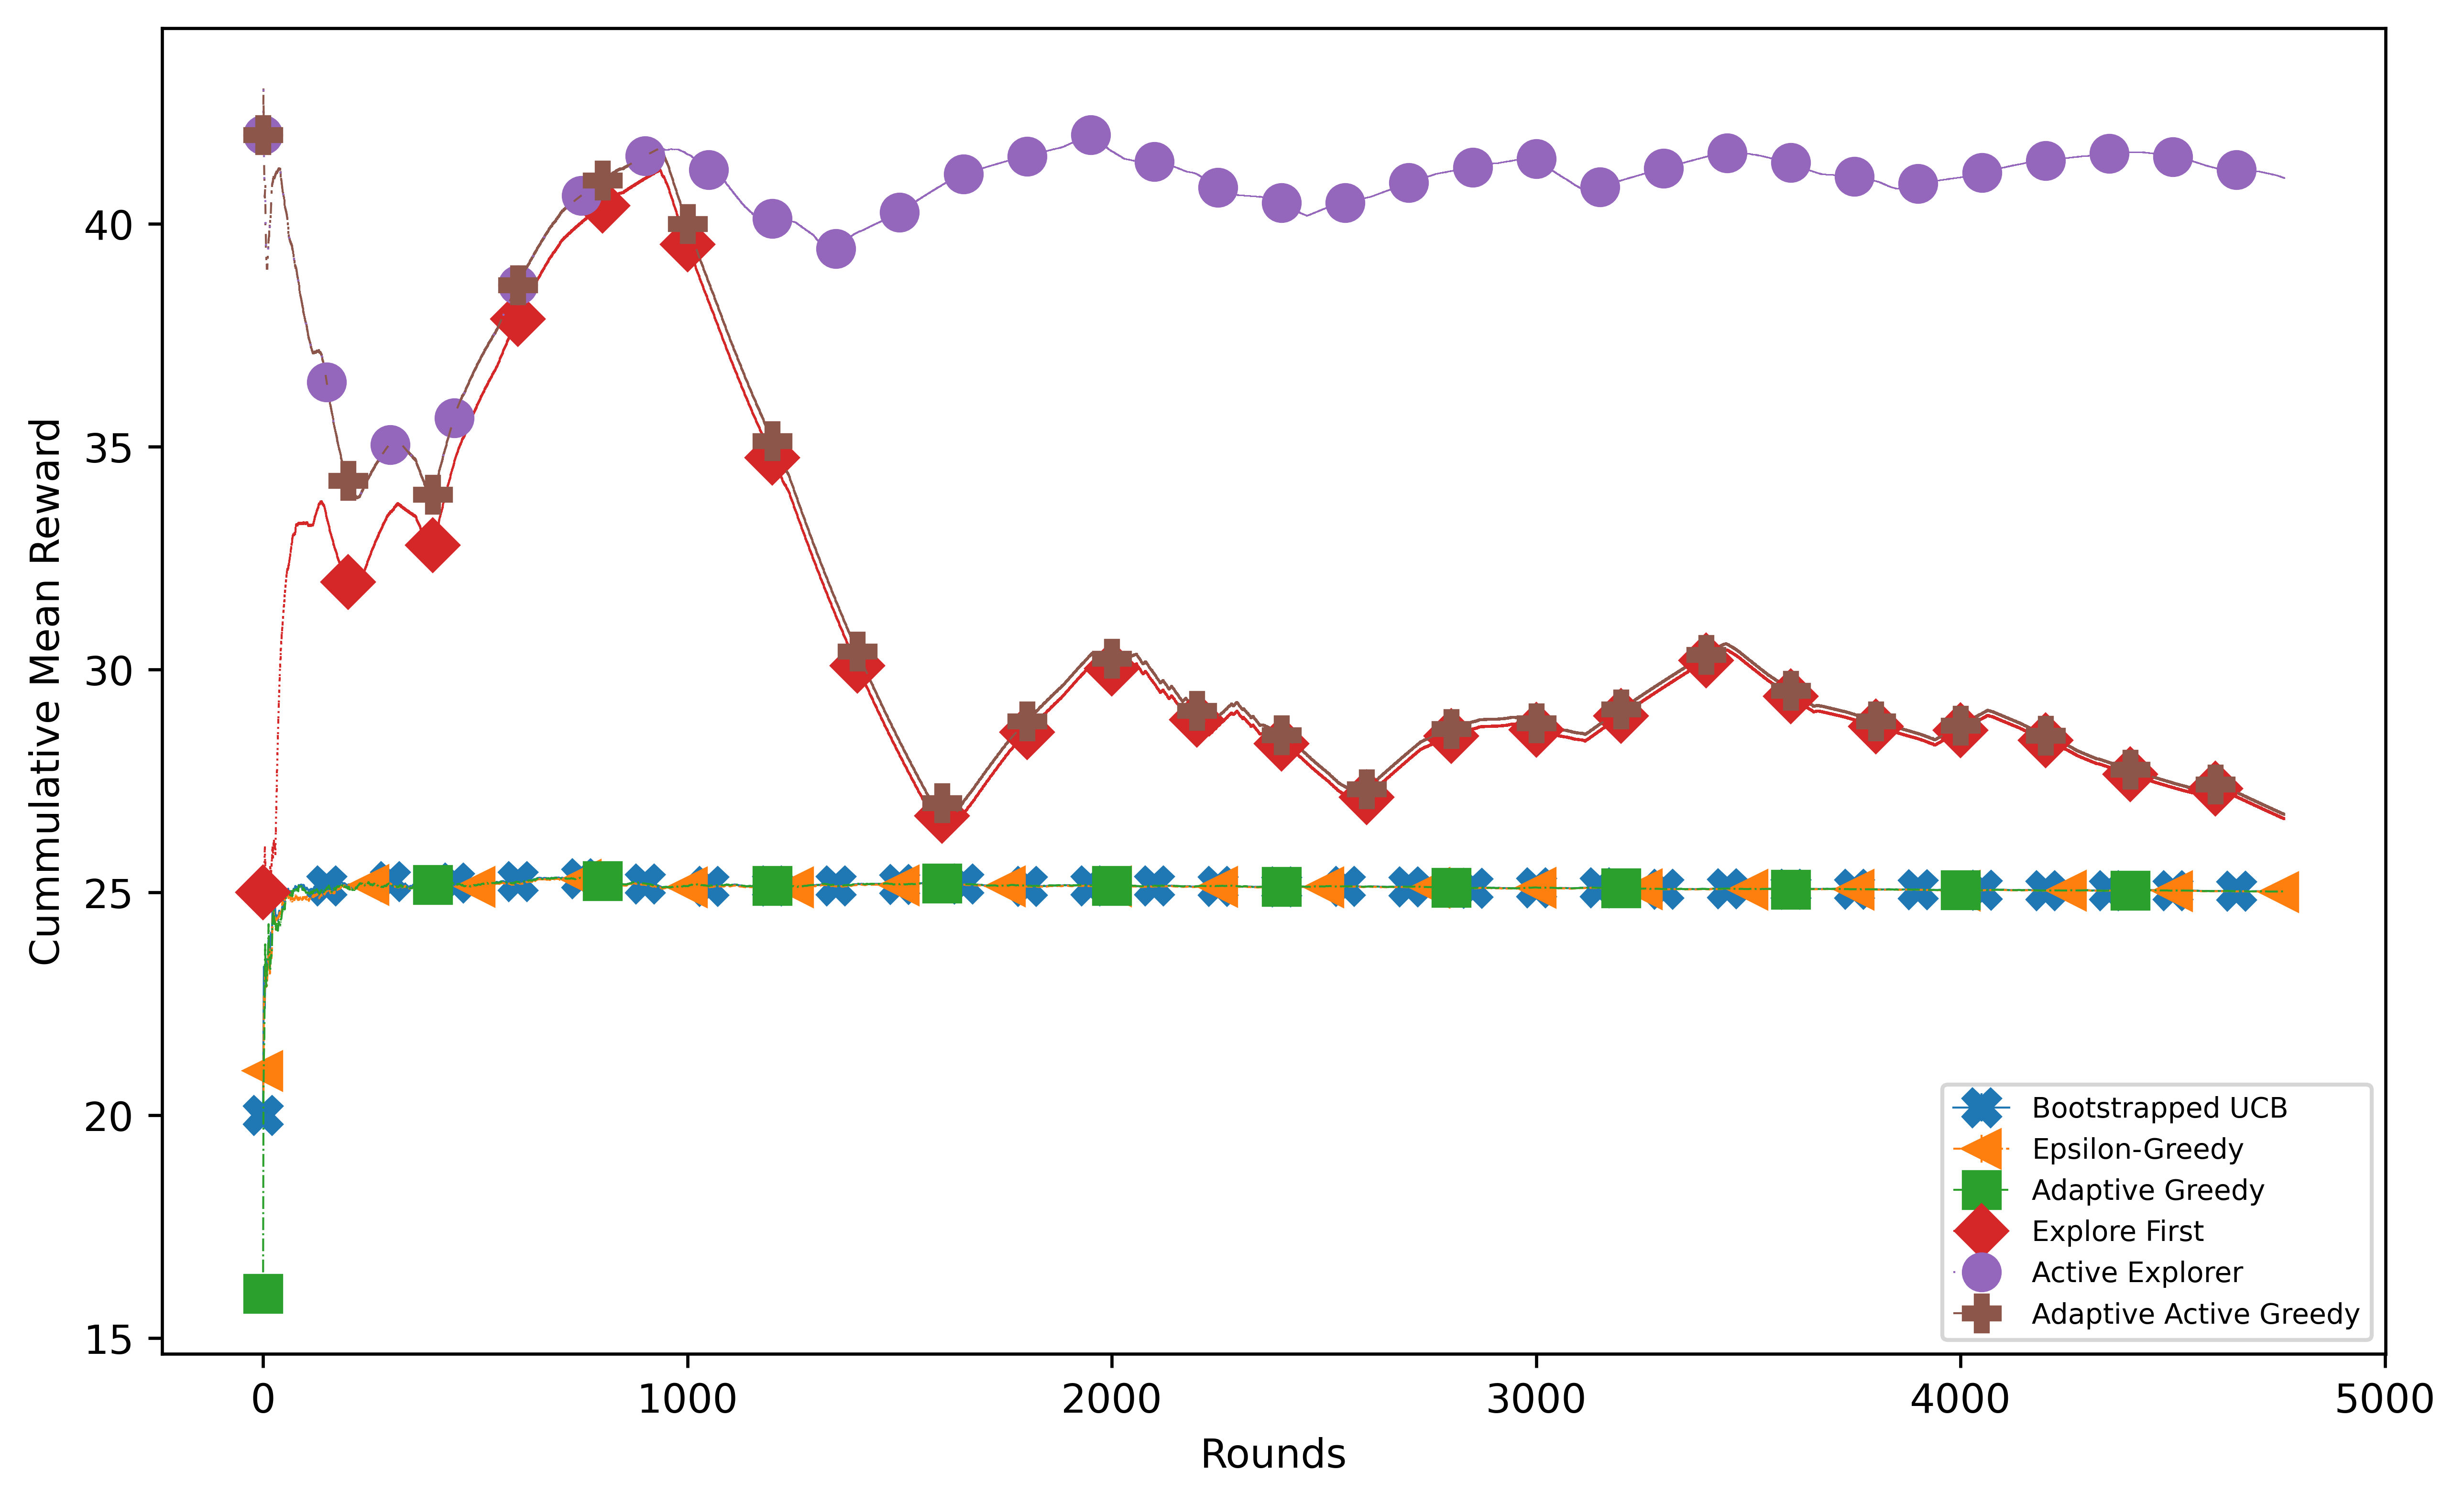 Cummulative Mean Reward
40
35
30
25
20
15
0
1000
2000
3000
4000
5000
Rounds
Bootstrapped UCB
Epsilon-Greedy
Adaptive Greedy
Explore First
Active Explorer
Adaptive Active Greedy